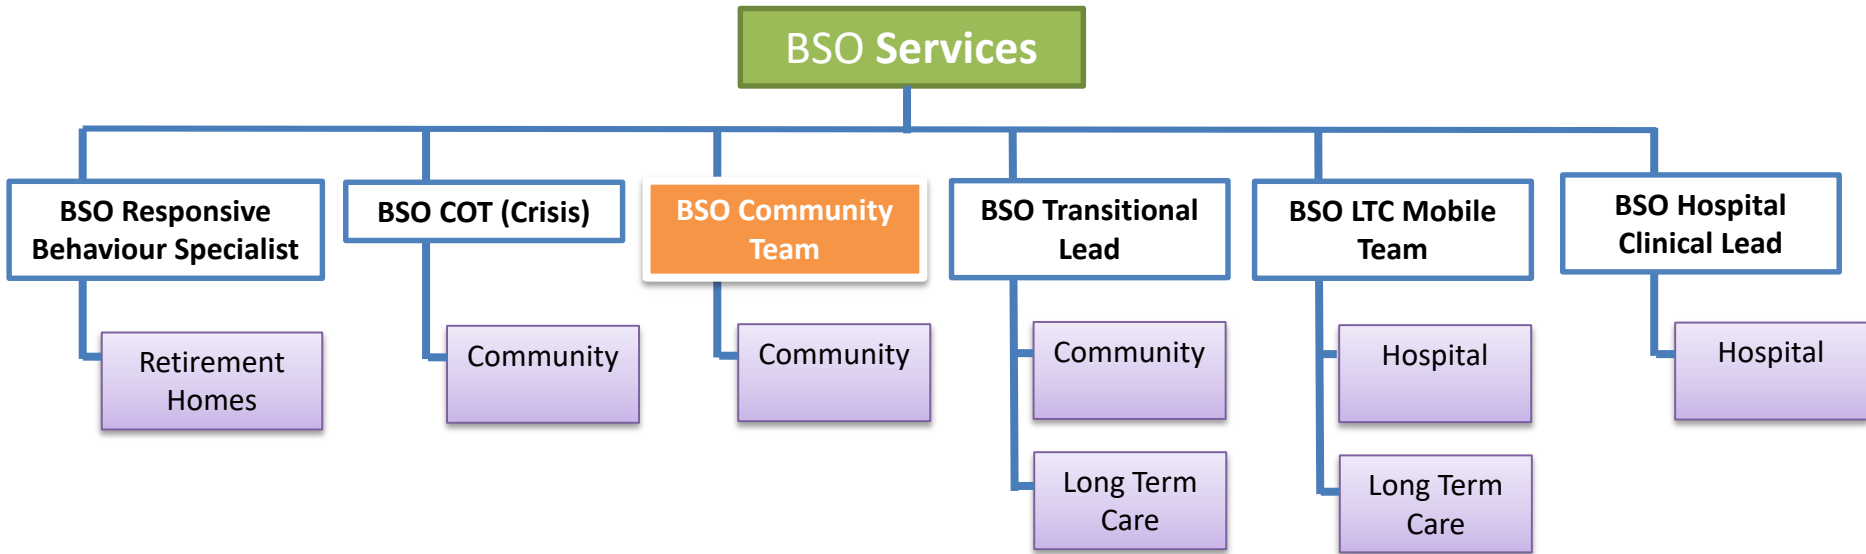 BSO Services
BSO Responsive
Behaviour Specialist
BSO COT (Crisis)
BSO Community
Team
BSO Transitional
Lead
BSO LTC Mobile
Team
BSO Hospital
Clinical Lead
Retirement
Homes
Community
Community
Community
Hospital
Hospital
Long Term
Care
Long Term
Care